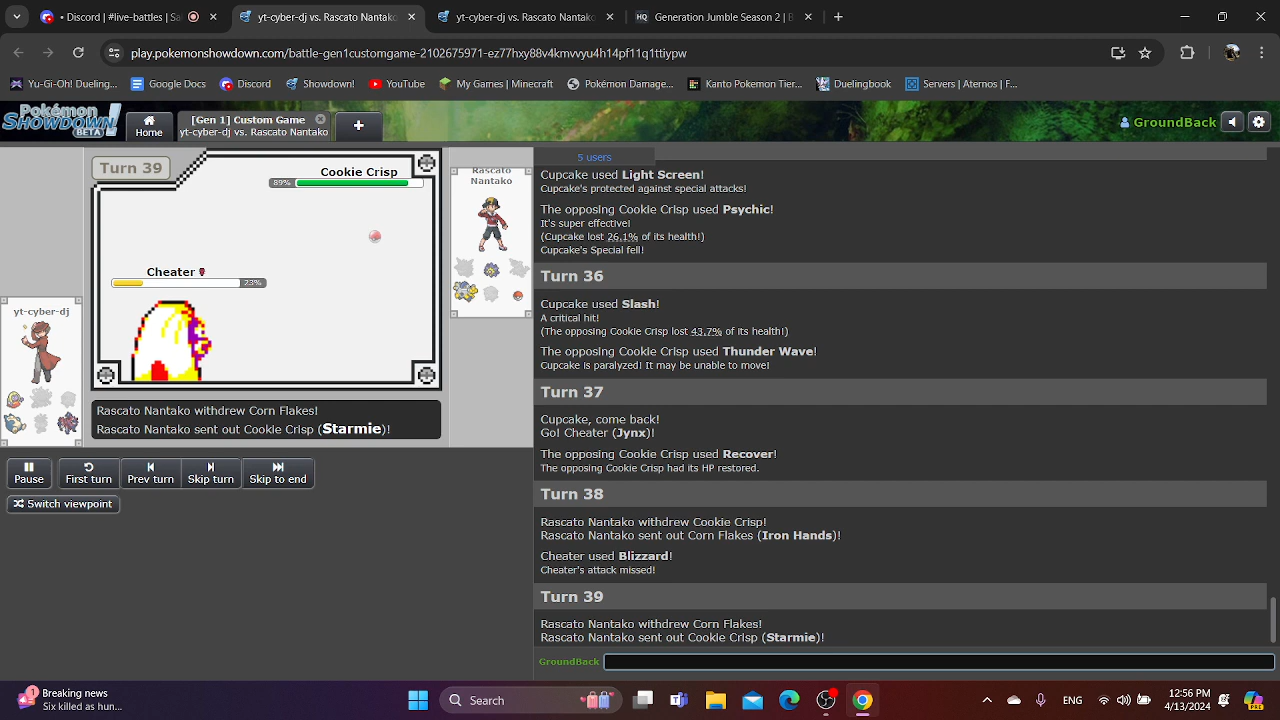 Discord | #live-battles | Sa
yt-cyber-dj vs. Rascato Nantako
yt-cyber-dj vs. Rascato Nantako
HQ
Generation Jumble Season 2 | B
play.pokemonshowdown.com/battle-gen1customgame-2102675971-ez77hxy88v4kmvvyu4h14pf11q1ttiypw
Yu-Gi-Oh! Dueling...
Google Docs
Discord
Showdown!
YouTube
My Games | Minecraft
Pokémon Damage...
Kanto Pokemon Tier...
Duelingbook
Servers | Aternos | F...
Pokémon
Showdown!
BETA
Home
[Gen 1] Custom Game
yt-cyber-dj vs. Rascato Nantako
GroundBack
Turn 39
Cookie Crisp
89%
Cheater
23%
yt-cyber-dj
Rascato
Nantako
Rascato Nantako withdrew Corn Flakes!
Rascato Nantako sent out Cookie Crisp (Starmie)!
Pause
First turn
Prev turn
Skip turn
Skip to end
Switch viewpoint
5 users
Cupcake used Light Screen!
Cupcake's protected against special attacks!
The opposing Cookie Crisp used Psychic!
It's super effective!
(Cupcake lost 26.1% of its health!)
Cupcake's Special fell!
Turn 36
Cupcake used Slash!
A critical hit!
(The opposing Cookie Crisp lost 43.7% of its health!)
The opposing Cookie Crisp used Thunder Wave!
Cupcake is paralyzed! It may be unable to move!
Turn 37
Cupcake, come back!
Go! Cheater (Jynx)!
The opposing Cookie Crisp used Recover!
The opposing Cookie Crisp had its HP restored.
Turn 38
Rascato Nantako withdrew Cookie Crisp!
Rascato Nantako sent out Corn Flakes (Iron Hands)!
Cheater used Blizzard!
Cheater's attack missed!
Turn 39
Rascato Nantako withdrew Corn Flakes!
Rascato Nantako sent out Cookie Crisp (Starmie)!
GroundBack
1
Breaking news
Six killed as hun...
Search
ENG
12:56 PM
4/13/2024
PRE